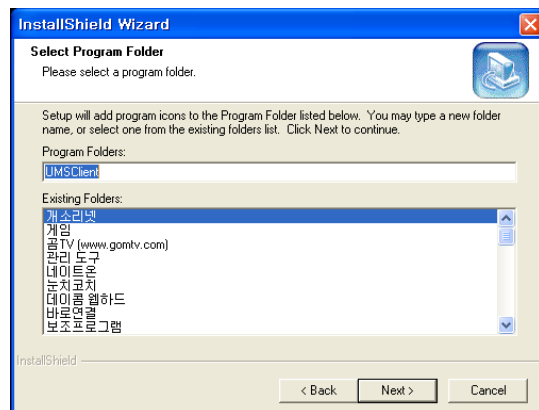 InstallShield Wizard
Select Program Folder
Please select a program folder.
Setup will add program icons to the Program Folder listed below. You may type a new folder
name, or select one from the existing folders list. Click Next to continue.
Program Folders:
UMSClient
Existing Folders:
개소리넷
게임
곰TV (www.gomtv.com)
관리 도구
네이트온
눈치코치
데이콤 웹하드
바로연결
보조프로그램
InstallShield
< Back
Next >
Cancel